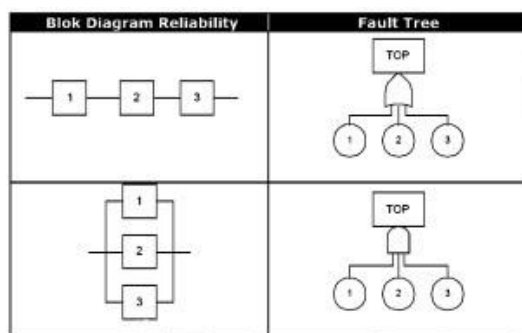 Blok Diagram Reliability
Fault Tree
1 2 3
TOP
1 2 3
1
2
3
TOP
1 2 3